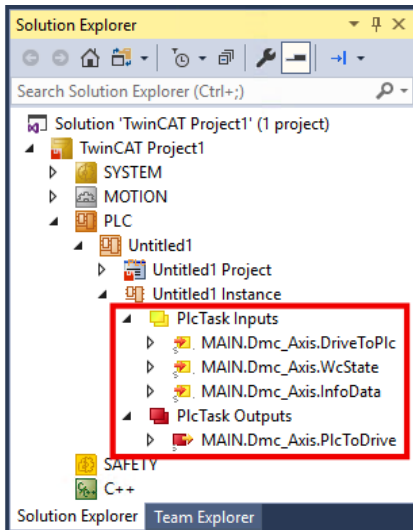 Solution Explorer
Search Solution Explorer (Ctrl+;)
Solution 'TwinCAT Project1' (1 project)
TwinCAT Project1
SYSTEM
MOTION
PLC
Untitled1
Untitled1 Project
Untitled1 Instance
PlcTask Inputs
MAIN.Dmc_Axis.DriveToPlc
MAIN.Dmc_Axis.WcState
MAIN.Dmc_Axis.InfoData
PlcTask Outputs
MAIN.Dmc_Axis.PlcToDrive
SAFETY
C++
Solution Explorer Team Explorer